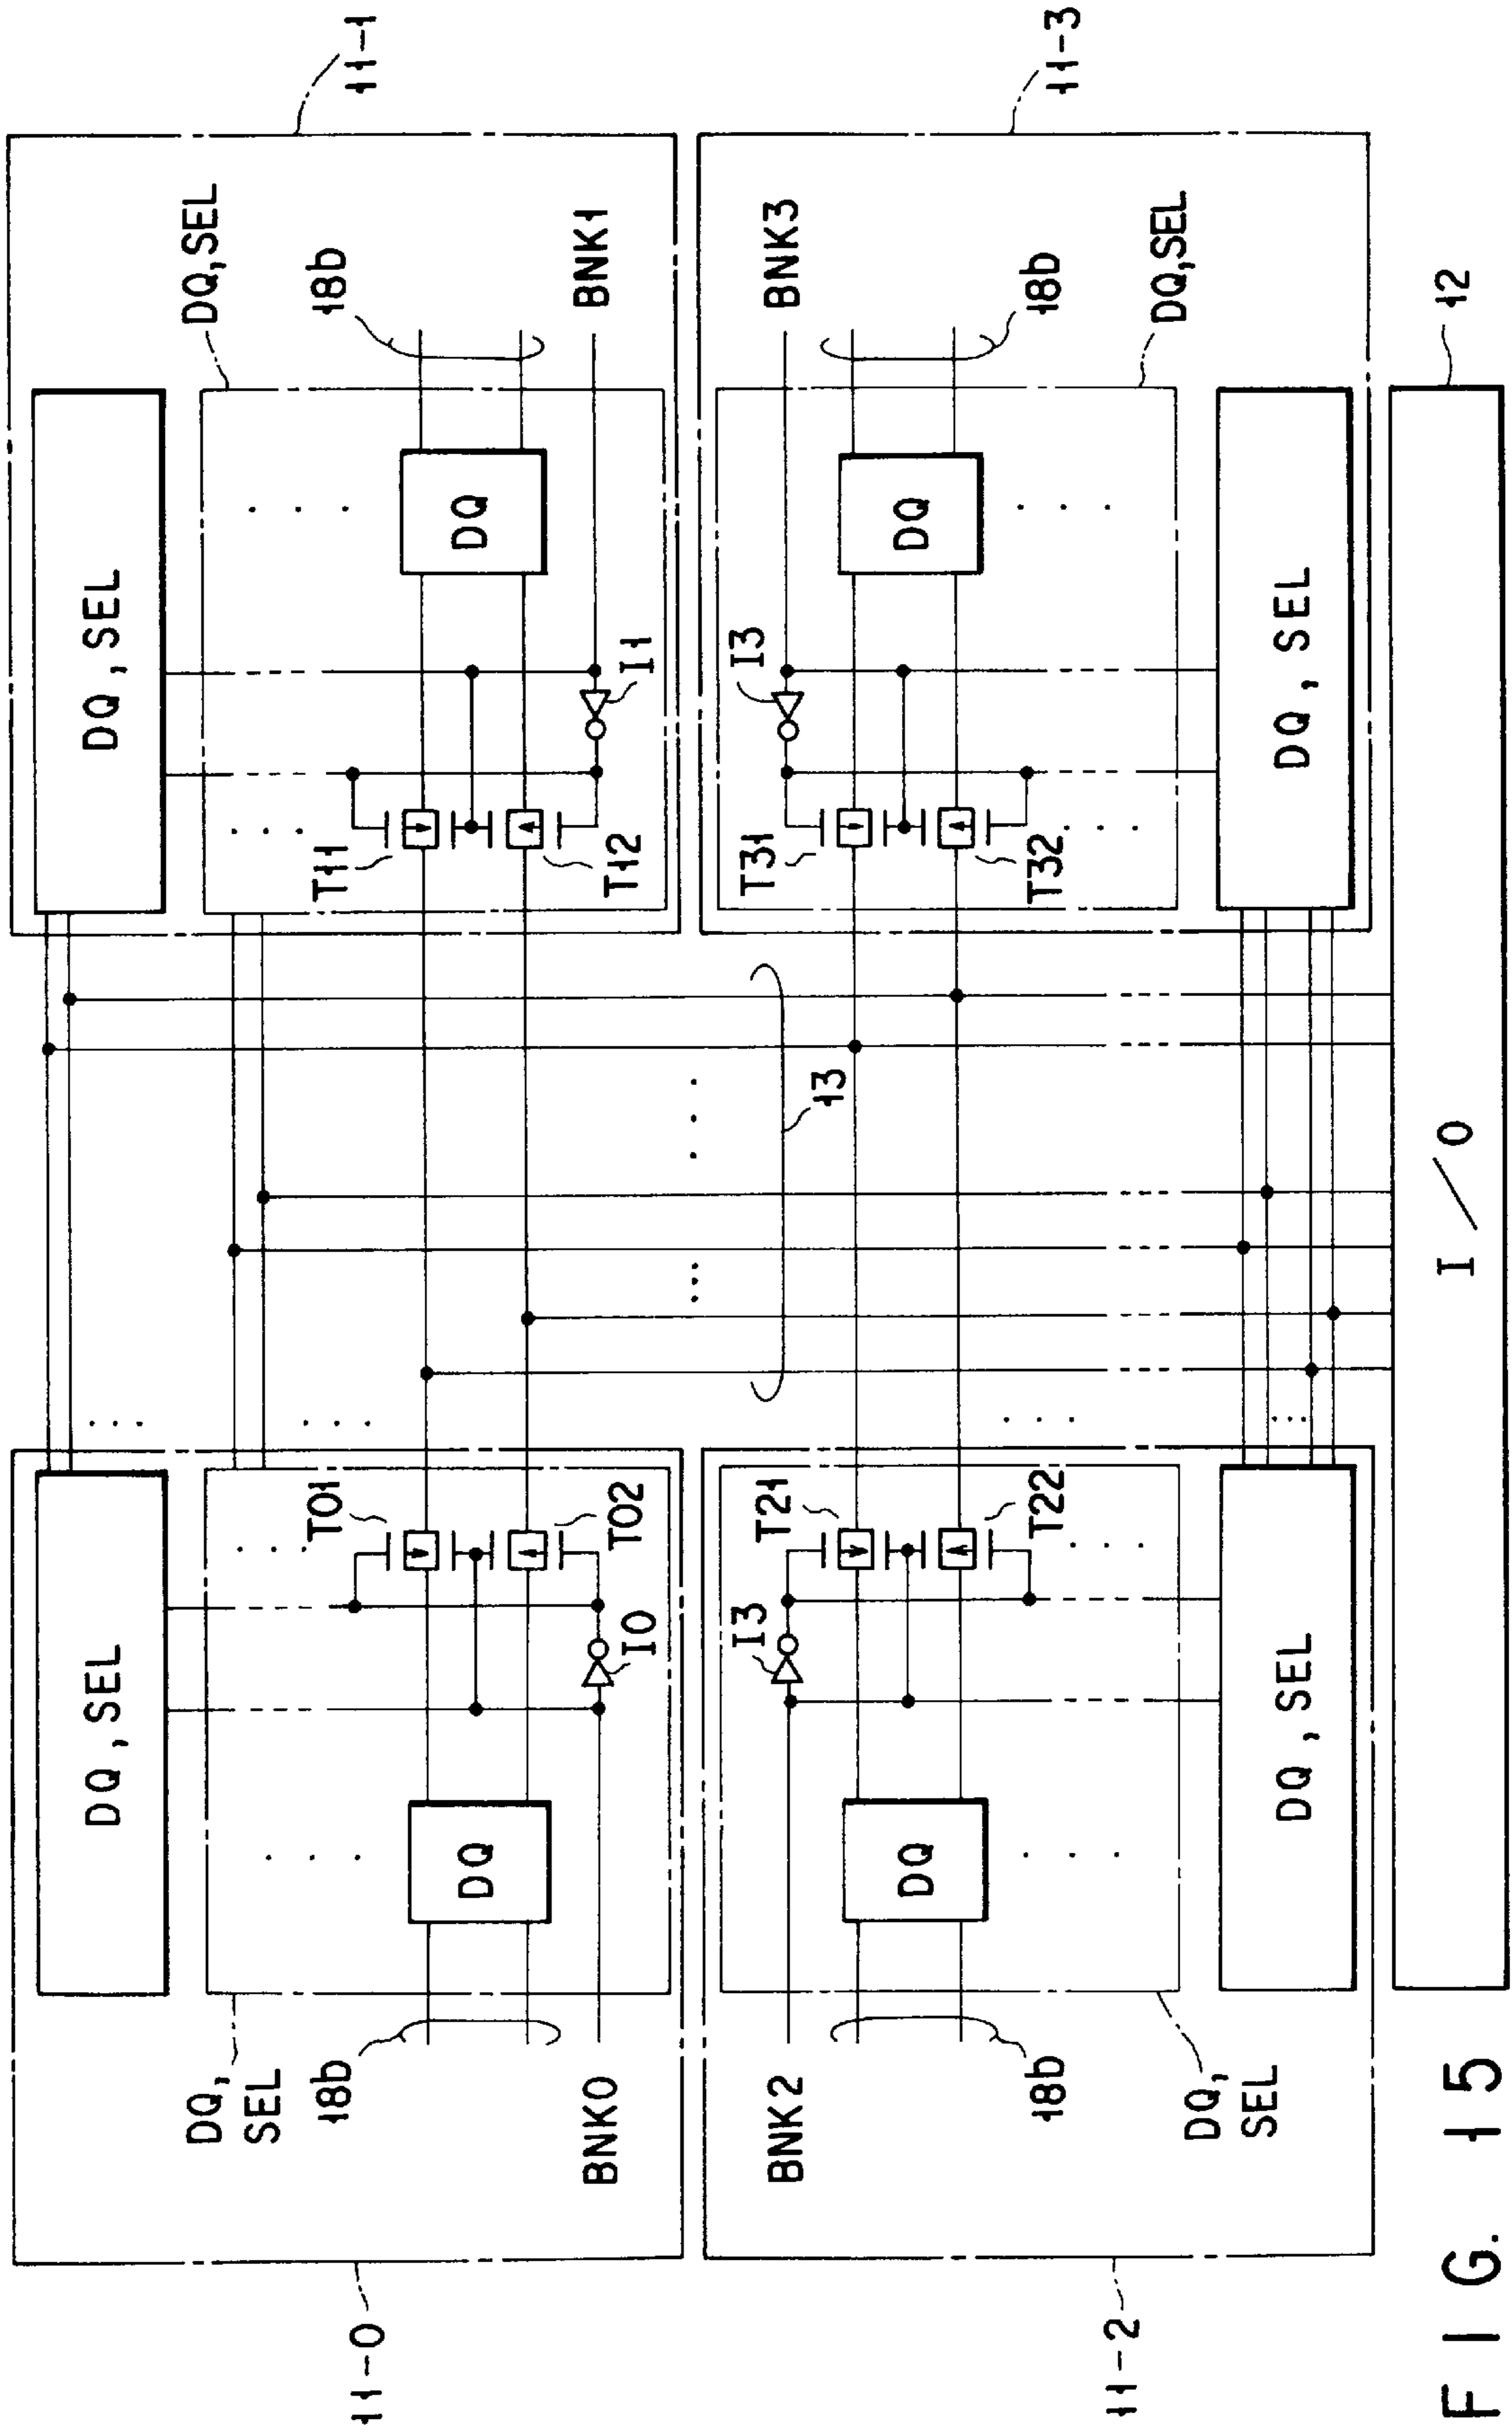 11-0
11-1
DQ, SEL
DQ, SEL
DQ,
SEL
DQ,SEL
18b
18b
T01
T11
DQ
DQ
T02
T12
I0
I1
BNK0
BNK1
13
BNK2
BNK3
I3
I3
T21
T31
DQ
DQ
T22
T32
18b
18b
DQ,
SEL
DQ,SEL
DQ, SEL
DQ, SEL
11-2
11-3
I/O
12
FIG. 15